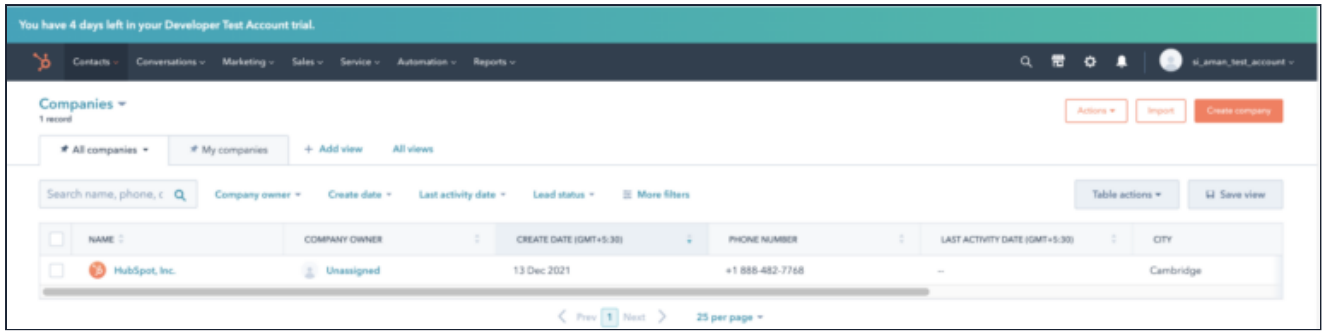 You have 4 days left in your Developer Test Account trial.
Contacts Conversations Marketing Sales Service Automation Reports si_aman_test_account
Companies
1 record
Actions Import Create company
All companies My companies + Add view All views
Search name, phone, c Company owner Create date Last activity date Lead status More filters Table actions Save view
NAME COMPANY OWNER CREATE DATE (GMT+5:30) PHONE NUMBER LAST ACTIVITY DATE (GMT+5:30) CITY
HubSpot, Inc. Unassigned 13 Dec 2021 +1 888-482-7768 -- Cambridge
Prev 1 Next 25 per page